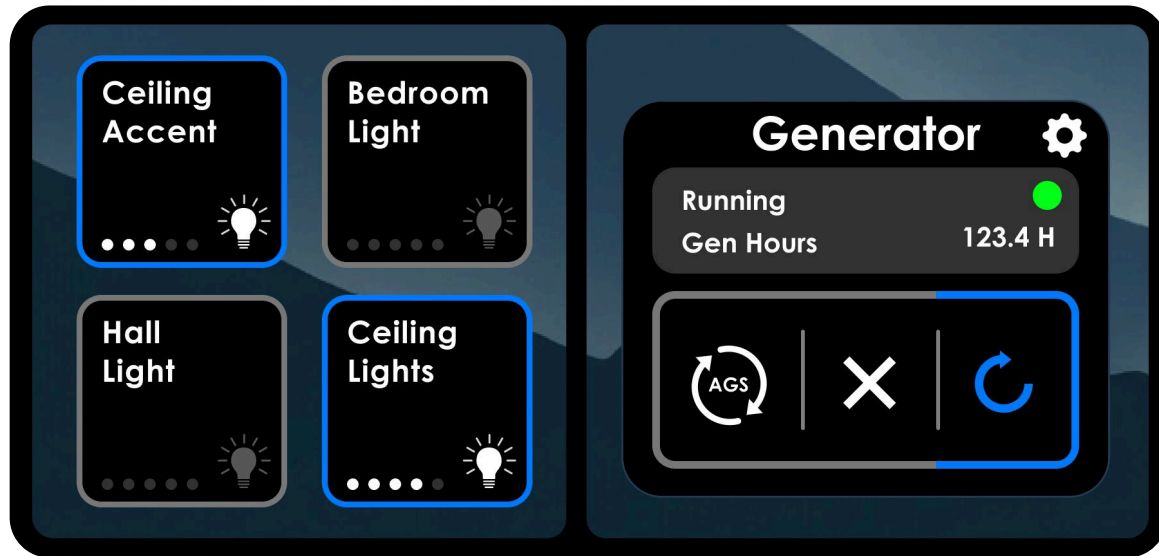 Ceiling
Accent
Bedroom
Light
Hall
Light
Ceiling
Lights
Generator
Running
Gen Hours 123.4 H
AGS